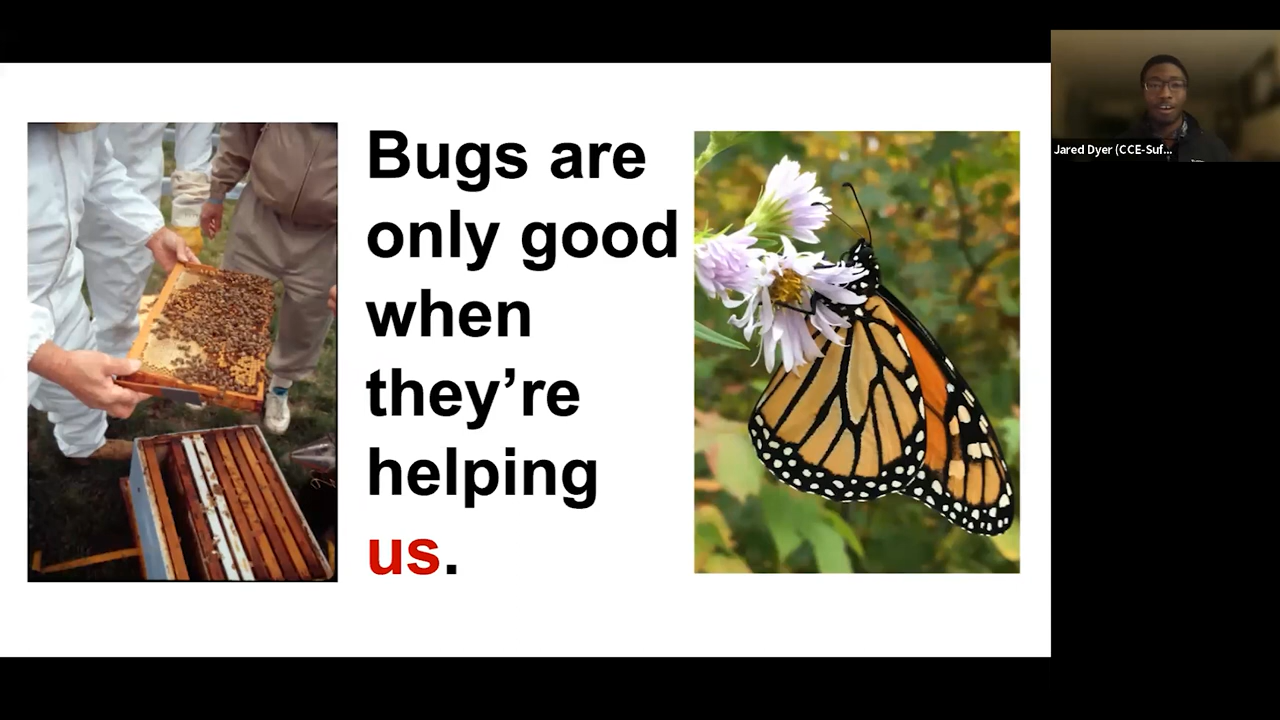 Bugs are
only good
when
they're
helping
us.
Jared Dyer (CCE-Suf...